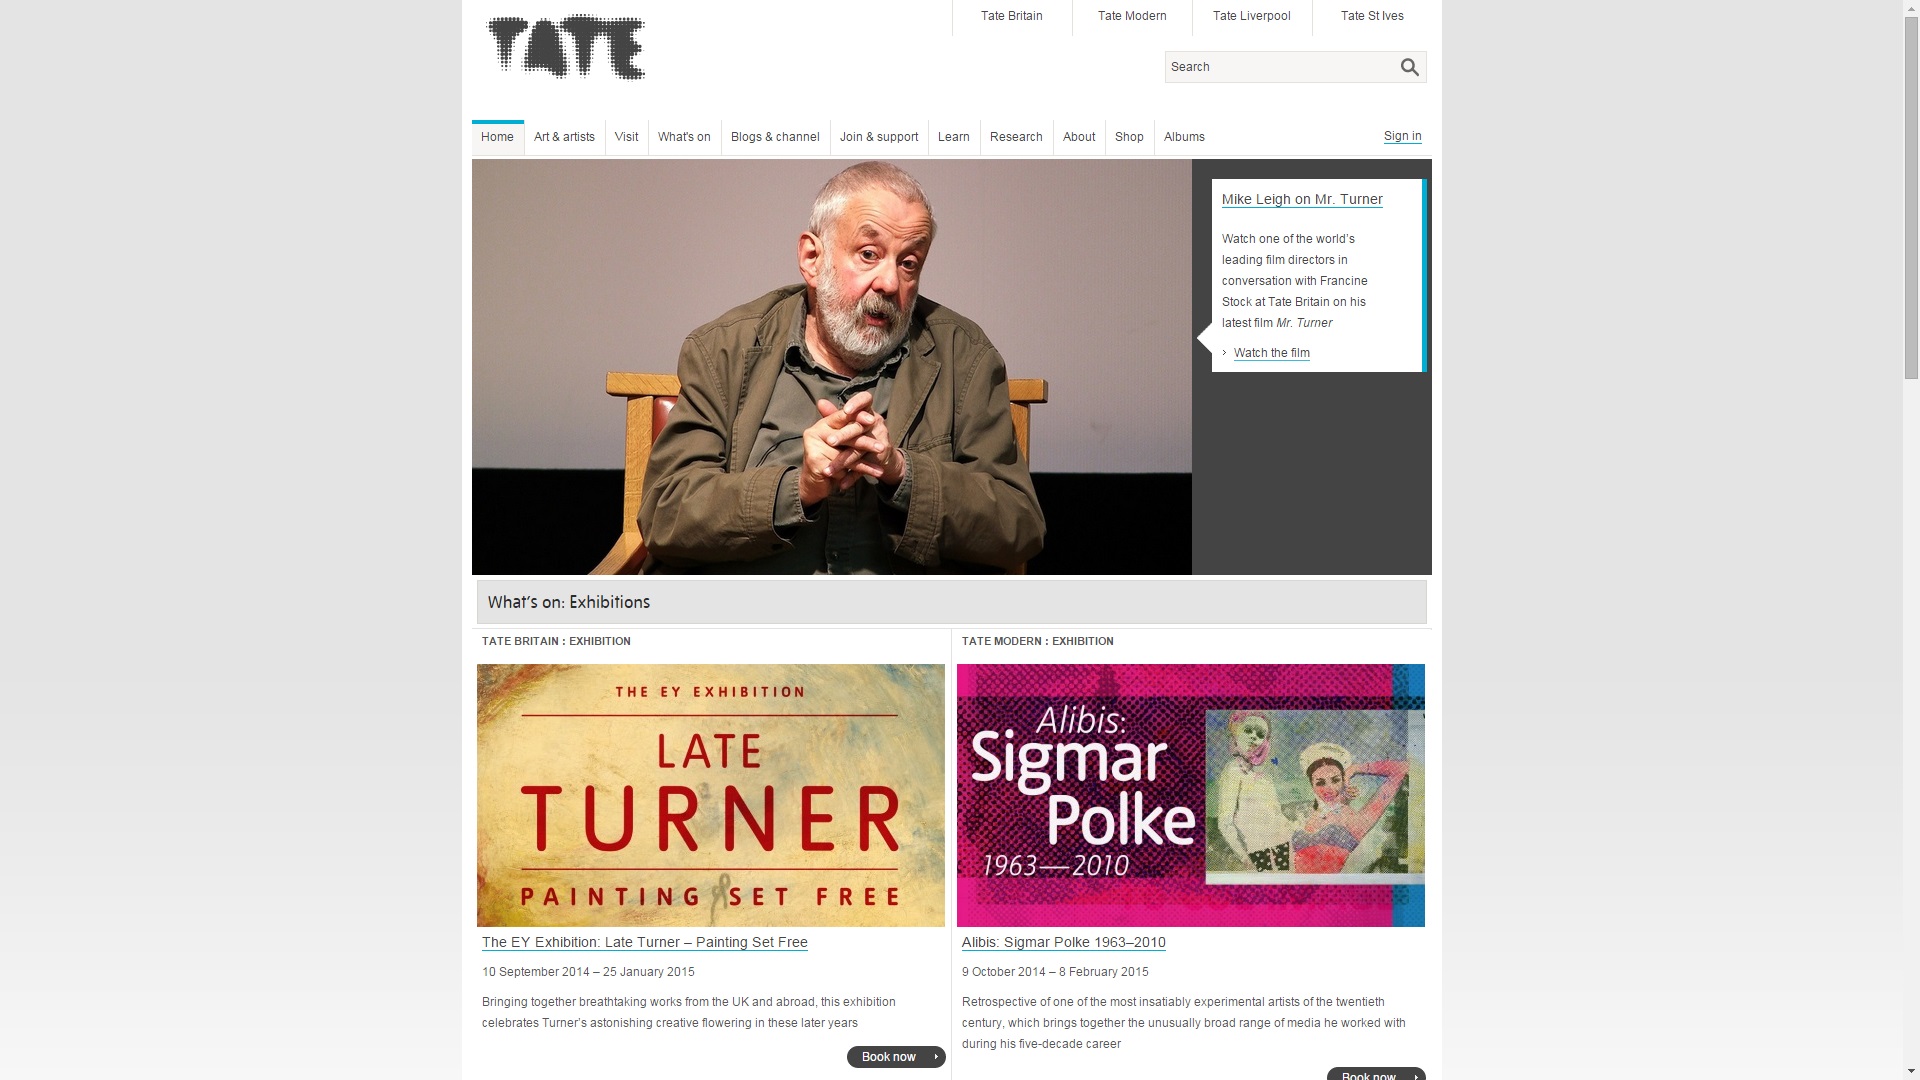 TATE
Tate Britain
Tate Modern
Tate Liverpool
Tate St Ives
Search
Home
Art & artists
Visit
What's on
Blogs & channel
Join & support
Learn
Research
About
Shop
Albums
Sign in
Mike Leigh on Mr. Turner
Watch one of the world’s
leading film directors in
conversation with Francine
Stock at Tate Britain on his
latest film Mr. Turner
Watch the film
What’s on: Exhibitions
TATE BRITAIN : EXHIBITION
THE EY EXHIBITION
LATE
TURNER
PAINTING SET FREE
The EY Exhibition: Late Turner – Painting Set Free
10 September 2014 – 25 January 2015
Bringing together breathtaking works from the UK and abroad, this exhibition
celebrates Turner’s astonishing creative flowering in these later years
Book now
TATE MODERN : EXHIBITION
Alibis:
Sigmar
Polke
1963—2010
Alibis: Sigmar Polke 1963–2010
9 October 2014 – 8 February 2015
Retrospective of one of the most insatiably experimental artists of the twentieth
century, which brings together the unusually broad range of media he worked with
during his five-decade career
Book now